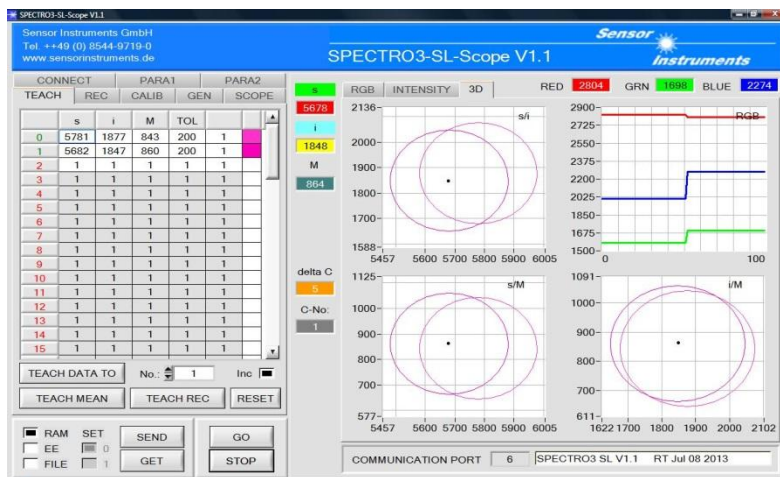 SPECTRO3-SL-Scope V1.1
Sensor Instruments GmbH
Tel. ++49 (0) 8544-9719-0
www.sensorinstruments.de
SPECTRO3-SL-Scope V1.1
Sensor
Instruments
CONNECT PARA1 PARA2
TEACH REC CALIB GEN SCOPE
s i M TOL
0 5781 1877 843 200 1
1 5682 1847 860 200 1
2 1 1 1 1 1
3 1 1 1 1 1
4 1 1 1 1 1
5 1 1 1 1 1
6 1 1 1 1 1
7 1 1 1 1 1
8 1 1 1 1 1
9 1 1 1 1 1
10 1 1 1 1 1
11 1 1 1 1 1
12 1 1 1 1 1
13 1 1 1 1 1
14 1 1 1 1 1
15 1 1 1 1 1
TEACH DATA TO No.: 1 Inc
TEACH MEAN TEACH REC RESET
RAM SET SEND GO
EE 0
FILE 1 GET STOP
s
5678
i
1848
M
864
delta C
5
C-No:
1
RGB INTENSITY 3D RED 2804 GRN 1698 BLUE 2274
s/i
2136
2000
1900
1800
1700
1588
5457 5600 5700 5800 5900 6005
RGB
2900
2725
2550
2375
2200
2025
1850
1675
1500
0 100
s/M
1125
1000
900
800
700
577
5457 5600 5700 5800 5900 6005
i/M
1091
1000
900
800
700
611
1622 1700 1800 1900 2000 2102
COMMUNICATION PORT 6 SPECTRO3 SL V1.1 RT Jul 08 2013